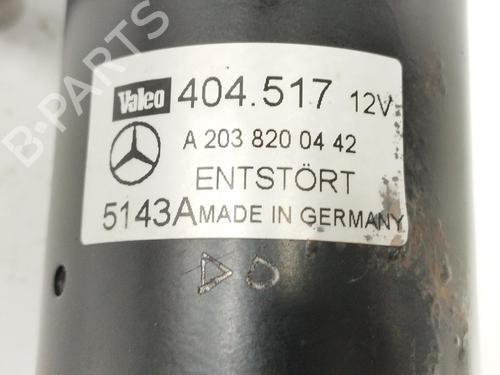 B-PARTS
Valeo 404.517 12V
A 203 820 04 42
ENTSTÖRT
5143A MADE IN GERMANY